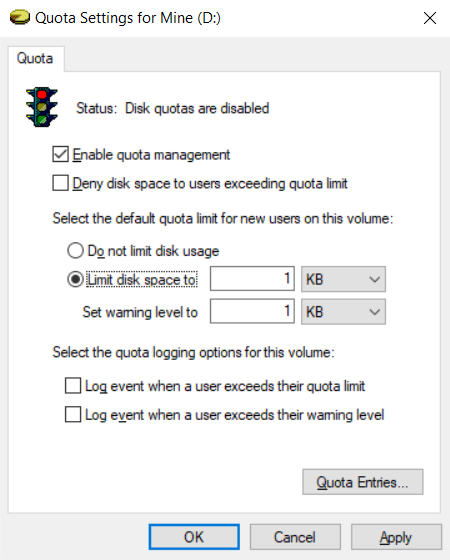 Quota Settings for Mine (D:)
Quota
Status: Disk quotas are disabled
Enable quota management
Deny disk space to users exceeding quota limit
Select the default quota limit for new users on this volume:
Do not limit disk usage
Limit disk space to 1 KB
Set warning level to 1 KB
Select the quota logging options for this volume:
Log event when a user exceeds their quota limit
Log event when a user exceeds their warning level
Quota Entries...
OK Cancel Apply